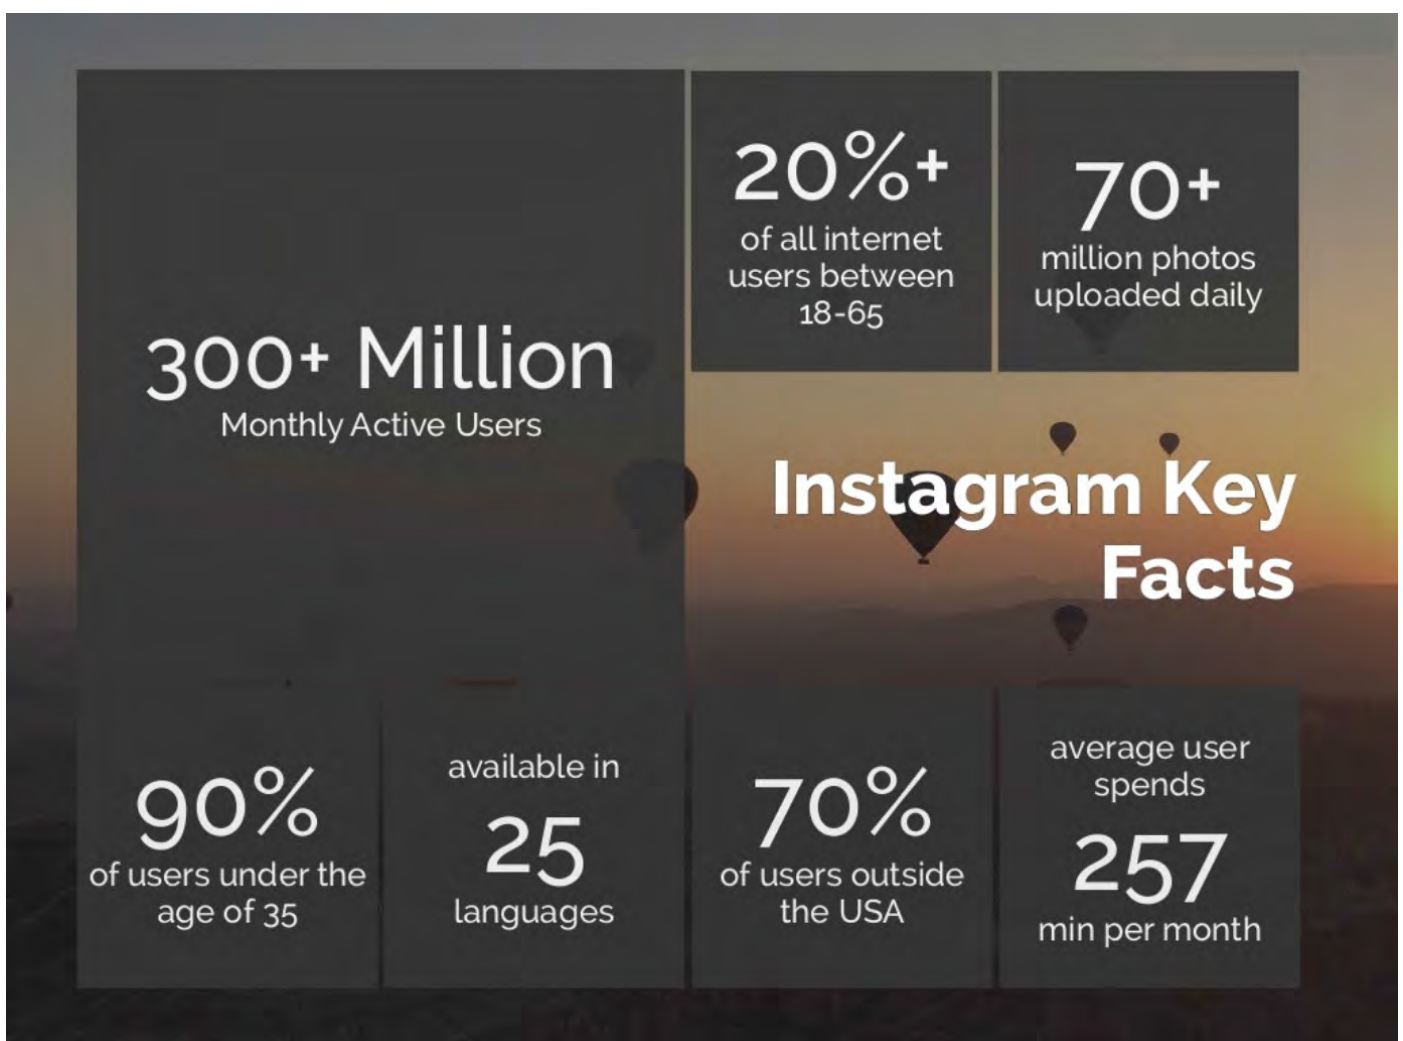 300+ Million
Monthly Active Users
20%+
of all internet
users between
18-65
70+
million photos
uploaded daily
Instagram Key
Facts
90%
of users under the
age of 35
available in
25
languages
70%
of users outside
the USA
average user
spends
257
min per month